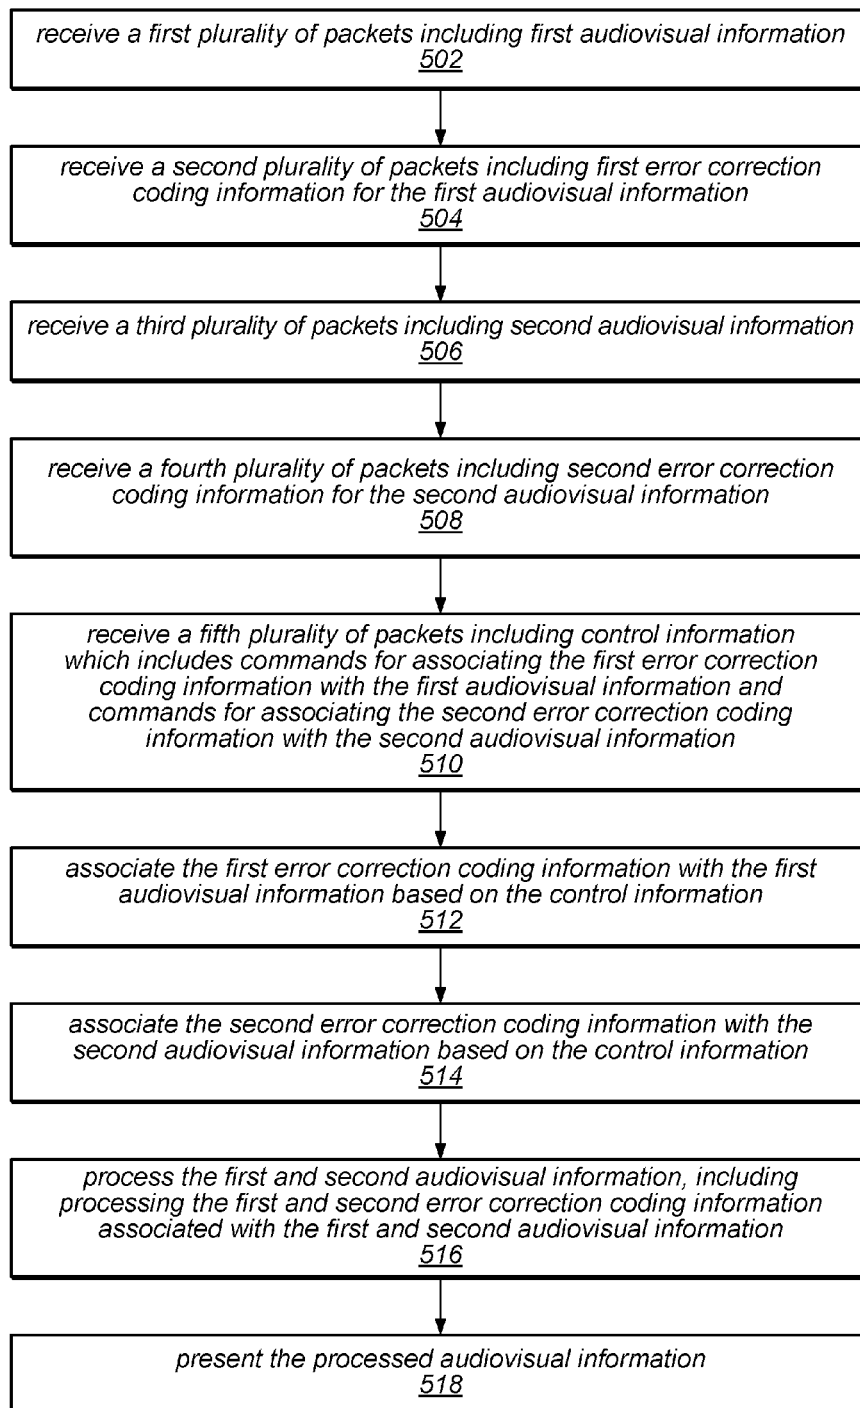 receive a first plurality of packets including first audiovisual information
502
receive a second plurality of packets including first error correction
coding information for the first audiovisual information
504
receive a third plurality of packets including second audiovisual information
506
receive a fourth plurality of packets including second error correction
coding information for the second audiovisual information
508
receive a fifth plurality of packets including control information
which includes commands for associating the first error correction
coding information with the first audiovisual information and
commands for associating the second error correction coding
information with the second audiovisual information
510
associate the first error correction coding information with the first
audiovisual information based on the control information
512
associate the second error correction coding information with the
second audiovisual information based on the control information
514
process the first and second audiovisual information, including
processing the first and second error correction coding information
associated with the first and second audiovisual information
516
present the processed audiovisual information
518